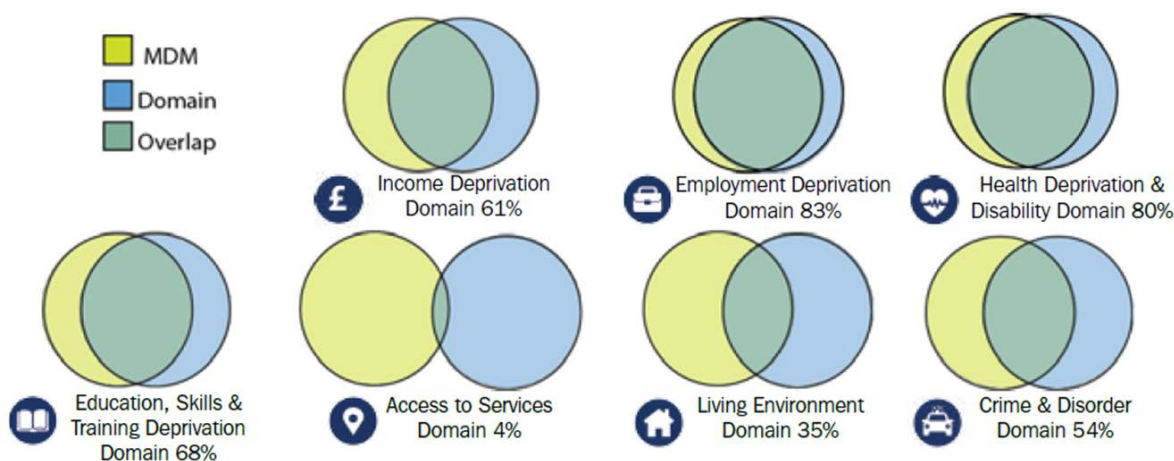 MDM
Domain
Overlap
£
Income Deprivation
Domain 61%
Employment Deprivation
Domain 83%
Health Deprivation &
Disability Domain 80%
Education, Skills &
Training Deprivation
Domain 68%
Access to Services
Domain 4%
Living Environment
Domain 35%
Crime & Disorder
Domain 54%